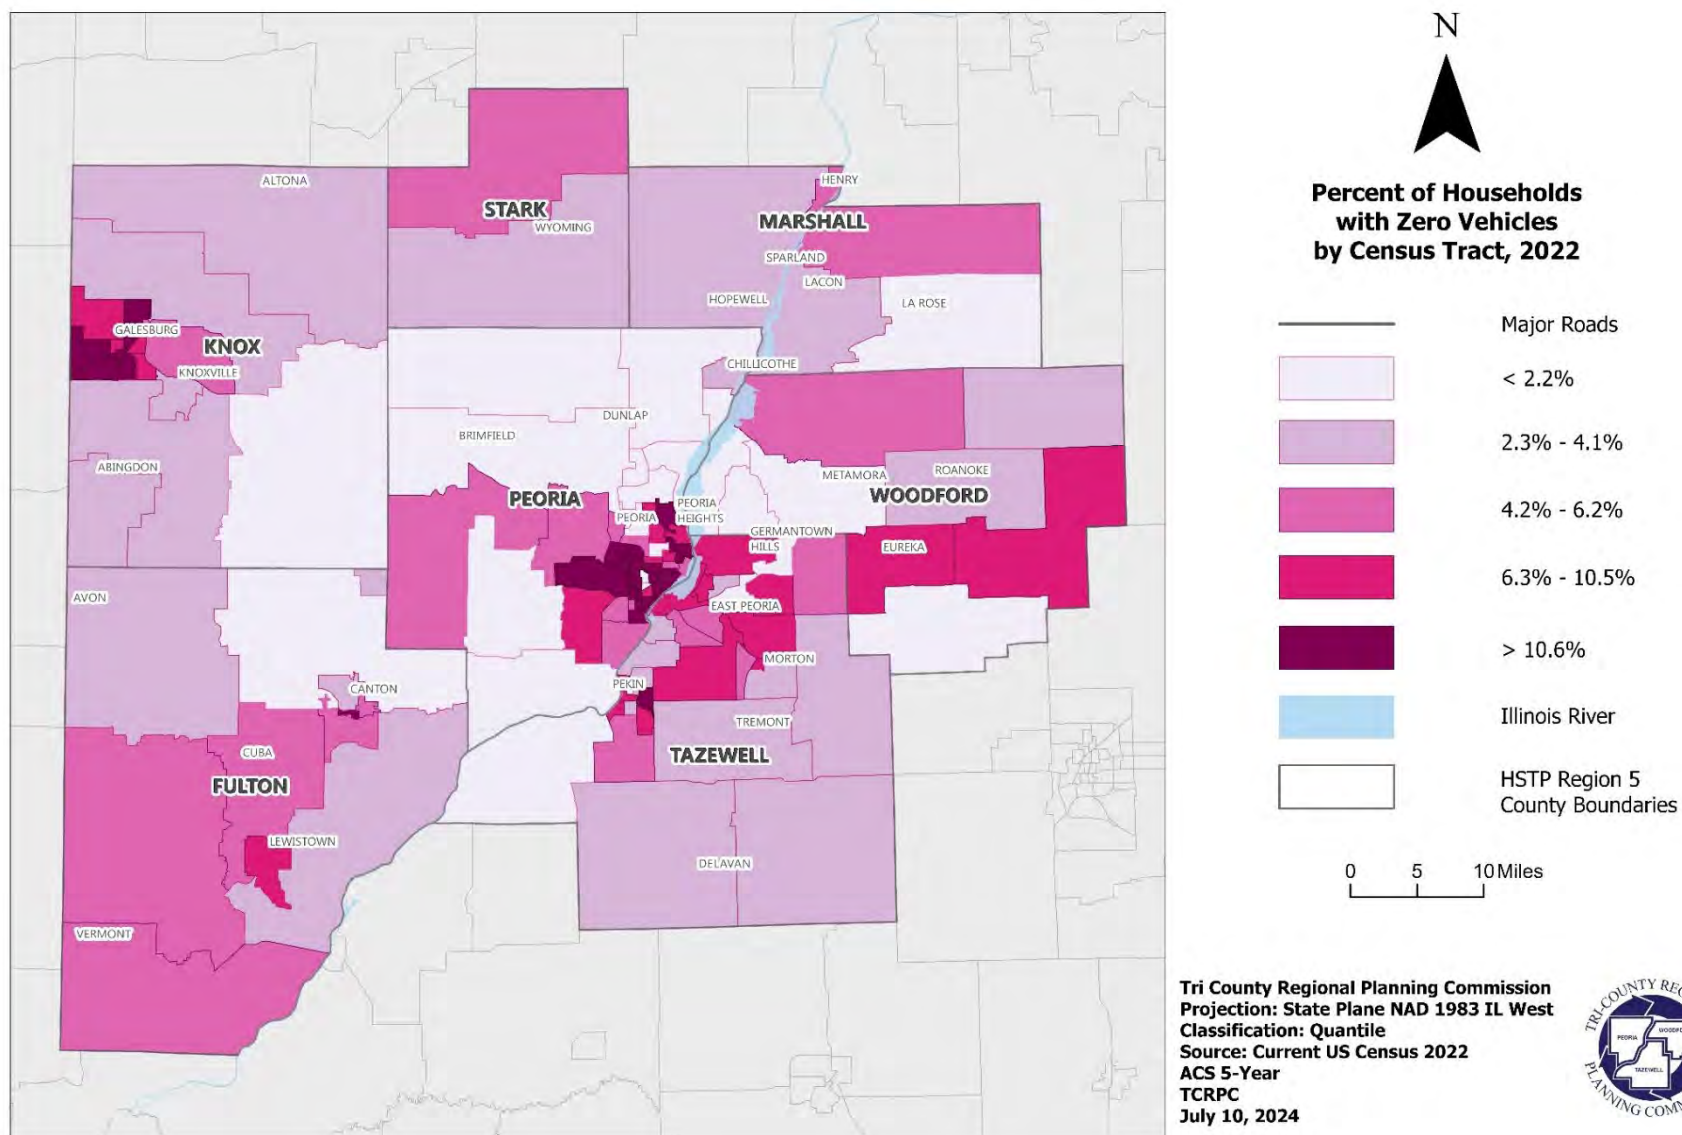 N
Percent of Households
with Zero Vehicles
by Census Tract, 2022
Major Roads
< 2.2%
2.3% - 4.1%
4.2% - 6.2%
6.3% - 10.5%
> 10.6%
Illinois River
HSTP Region 5
County Boundaries
0 5 10 Miles
Tri County Regional Planning Commission
Projection: State Plane NAD 1983 IL West
Classification: Quantile
Source: Current US Census 2022
ACS 5-Year
TCRPC
July 10, 2024
TRI-COUNTY
PEORIA
TAZEWELL
PLANNING
ALTONA
HENRY
STARK
MARSHALL
WYOMING
SPARLAND
LACON
HOPEWELL
LA ROSE
GALESBURG
KNOX
KNOXVILLE
CHILLICOTHE
DUNLAP
BRIMFIELD
ABINGDON
METAMORA
ROANOKE
PEORIA
WOODFORD
PEORIA
PEORIA
HEIGHTS
GERMANTOWN
HILLS
EUREKA
AVON
EAST PEORIA
MORTON
CANTON
PEKIN
TREMONT
CUBA
TAZEWELL
FULTON
LEWISTOWN
DELAVAN
VERMONT